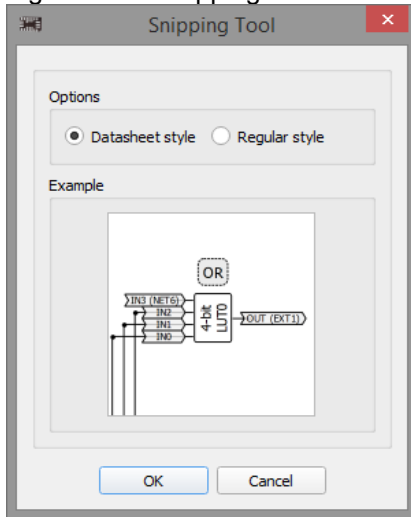 Snipping Tool
Options
Datasheet style Regular style
Example
OR
IN3 (NET6)
IN2
IN1
IN0
4-bit
LUT0
OUT (EXT1)
OK Cancel